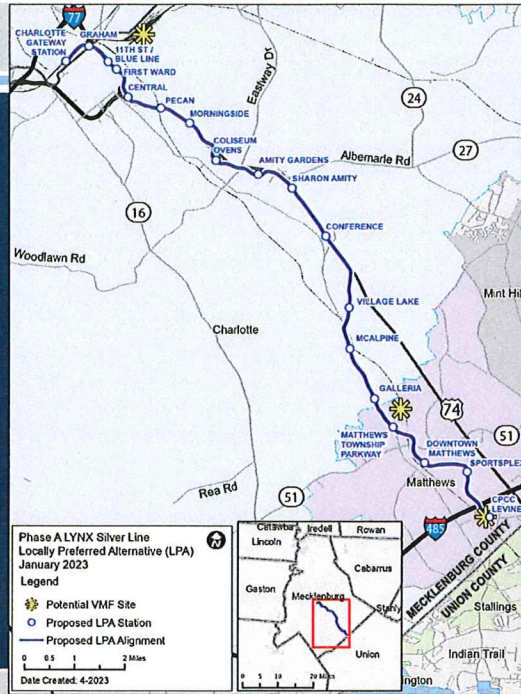 77
CHARLOTTE
GATEWAY
STATION
GRAHAM
11TH ST /
BLUE LINE
FIRST WARD
CENTRAL
PECAN
MORNINGSIDE
Eastway Dr
24
COLISEUM
OVENS
AMITY GARDENS
Albemarle Rd
27
SHARON AMITY
16
CONFERENCE
Woodlawn Rd
Mint Hil
VILLAGE LAKE
Charlotte
MCALPINE
GALLERIA
74
MATTHEWS
TOWNSHIP
PARKWAY
51
DOWNTOWN
MATTHEWS
SPORTSPLEX
Rea Rd
Matthews
51
CPCC
LEVINE
485
MECKLENBURG COUNTY
UNION COUNTY
Stallings
Indian Trail
ington
Phase A LYNX Silver Line
Locally Preferred Alternative (LPA)
January 2023
Legend
Potential VMF Site
Proposed LPA Station
Proposed LPA Alignment
0 0.5 1 2 Miles
Date Created: 4-2023
Catawba
Iredell
Rowan
Lincoln
Cabarrus
Gaston
Mecklenburg
Stanly
Union
0 5 10 20 Miles